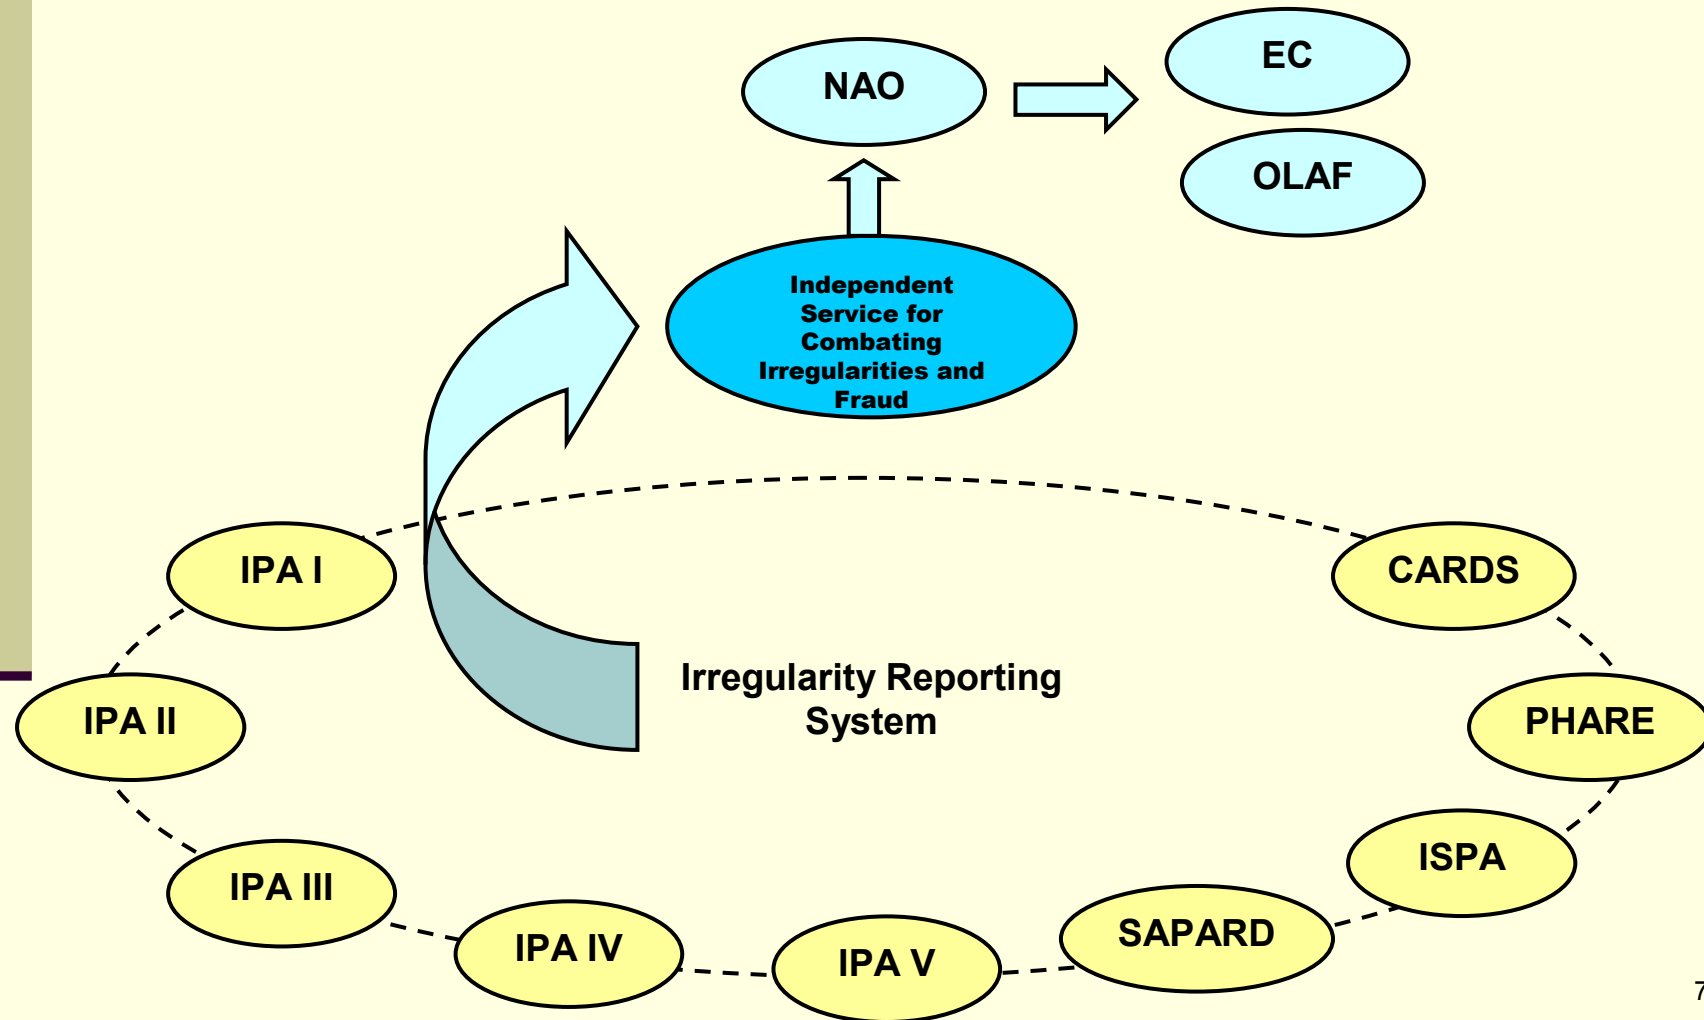 EC
NAO
OLAF
Independent
Service for
Combating
Irregularities and
Fraud
IPA I
CARDS
Irregularity Reporting
System
IPA II
PHARE
IPA III
ISPA
IPA IV
IPA V
SAPARD
7